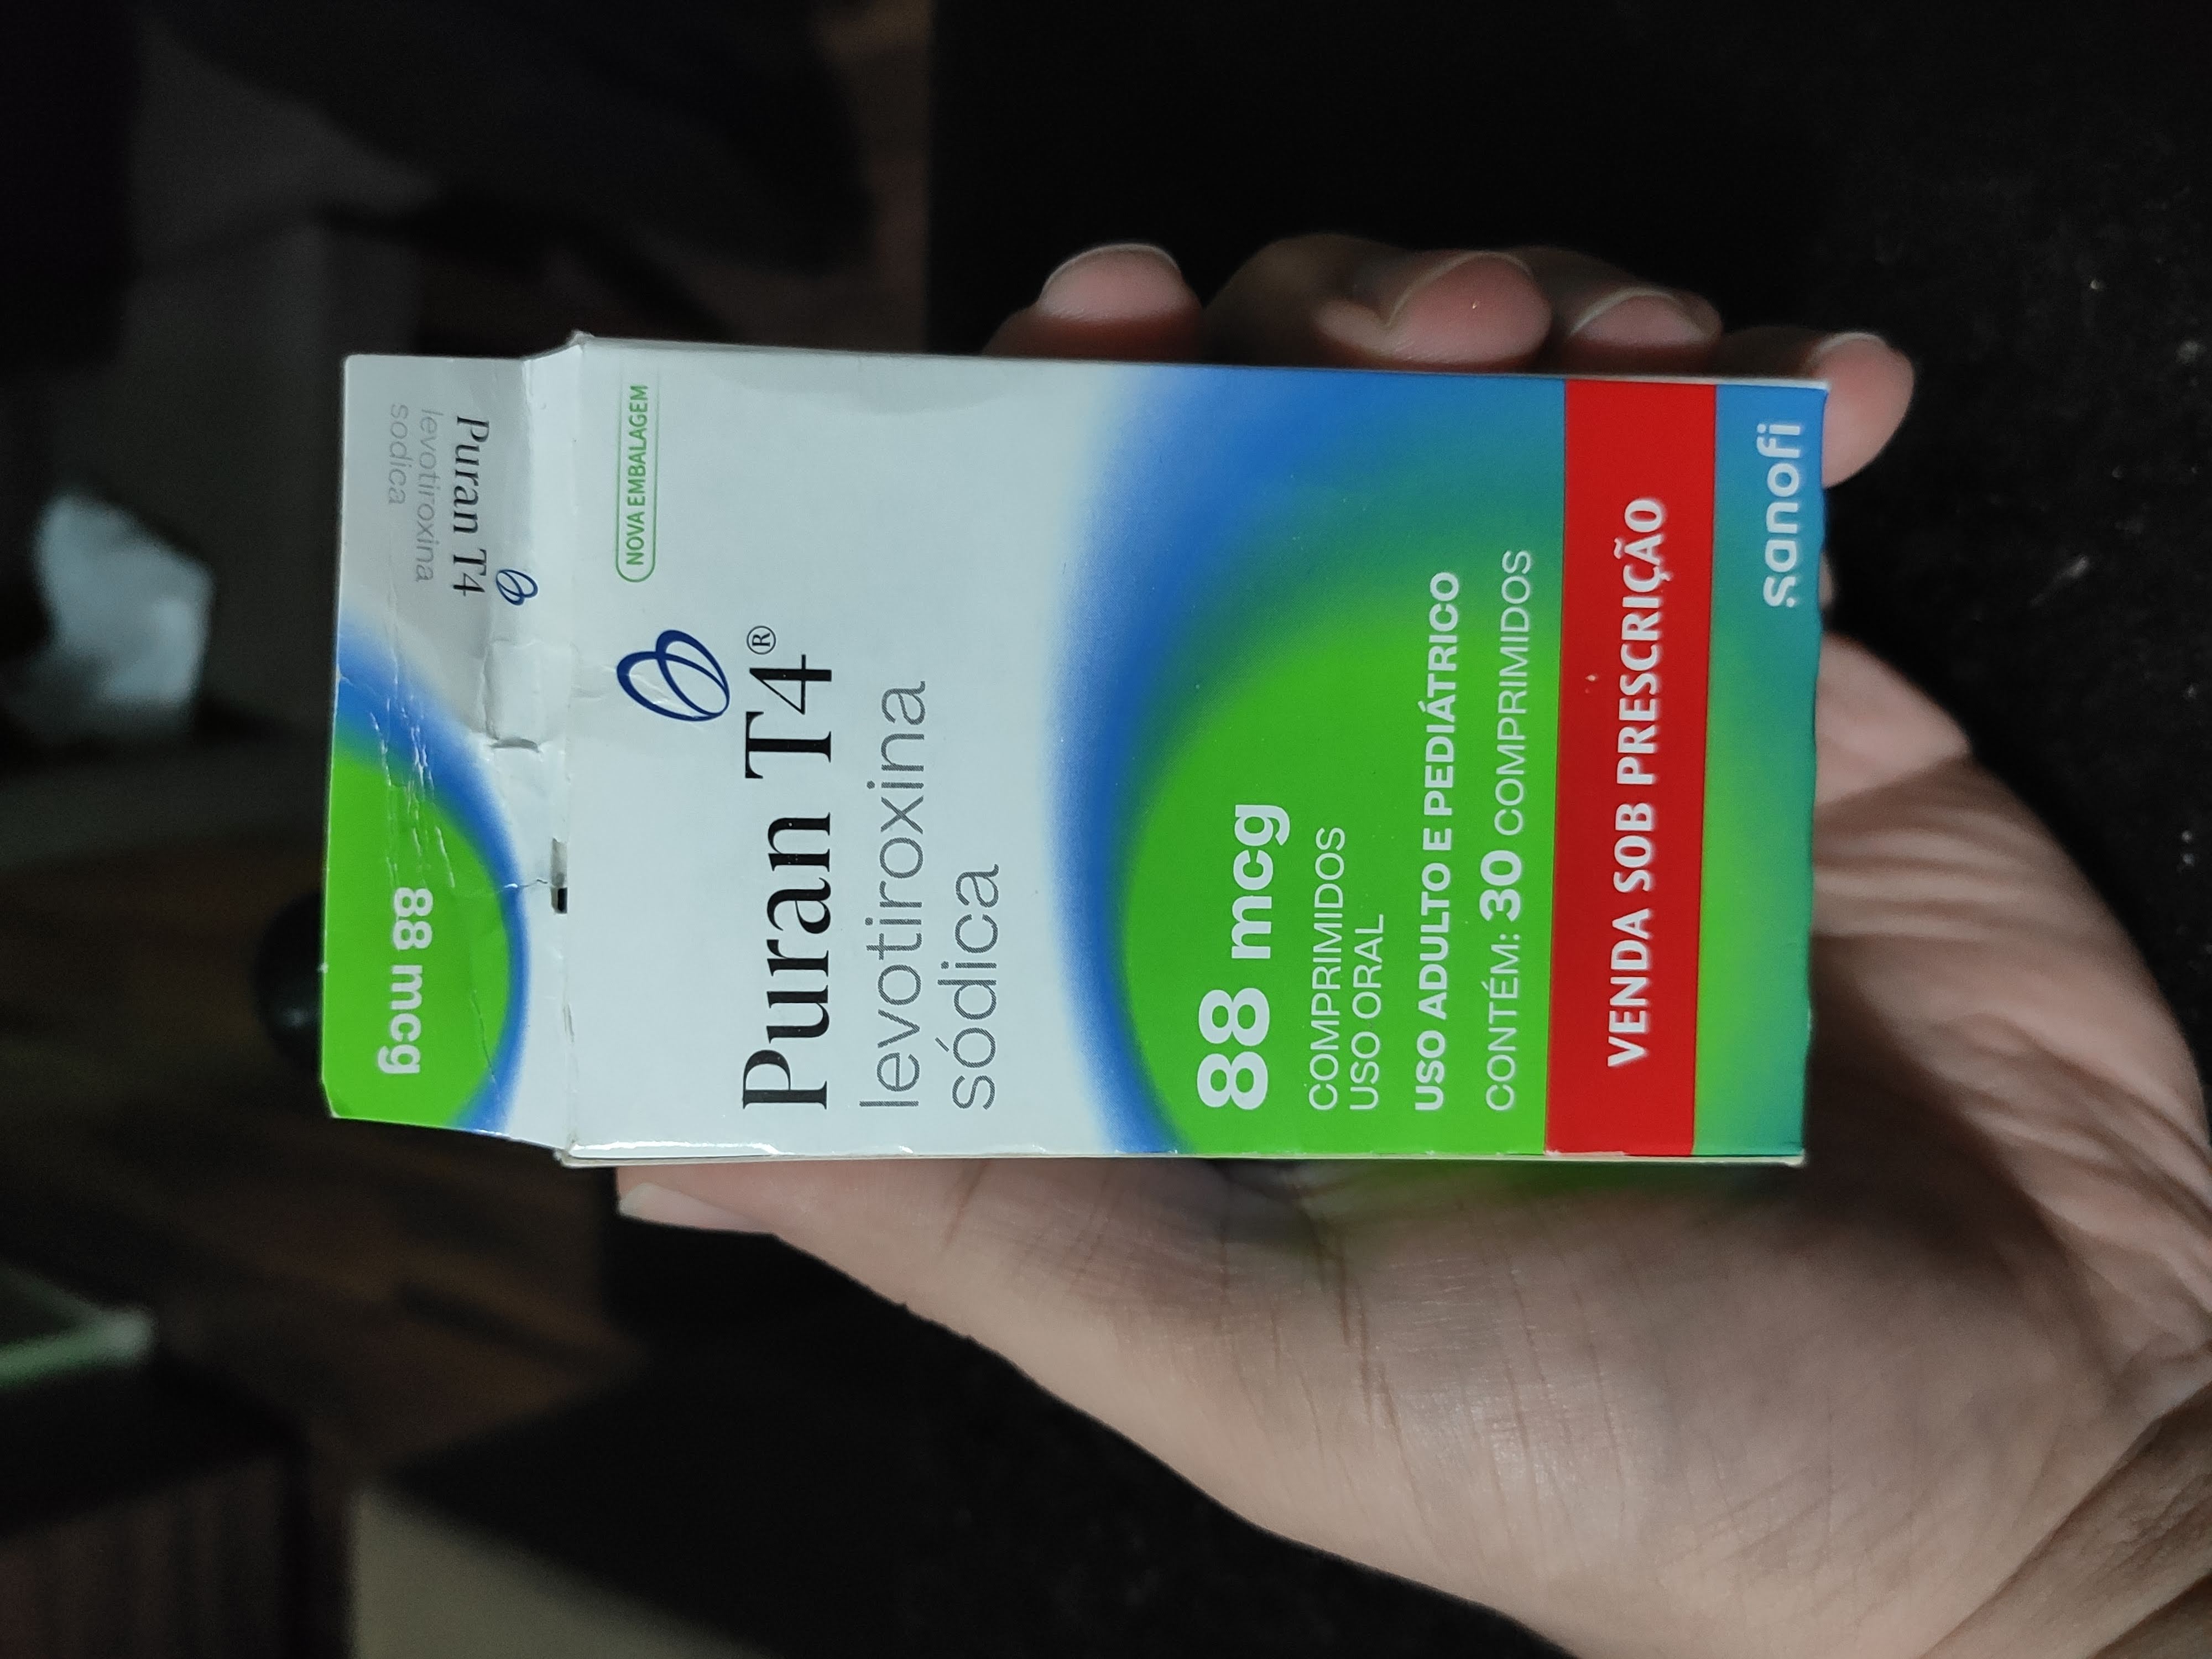 88 mcg
Puran T4
levotiroxina
sódica
NOVA EMBALAGEM
Puran T4®
levotiroxina
sódica
88 mcg
COMPRIMIDOS
USO ORAL
USO ADULTO E PEDIÁTRICO
CONTÉM: 30 COMPRIMIDOS
VENDA SOB PRESCRIÇÃO
sanofi